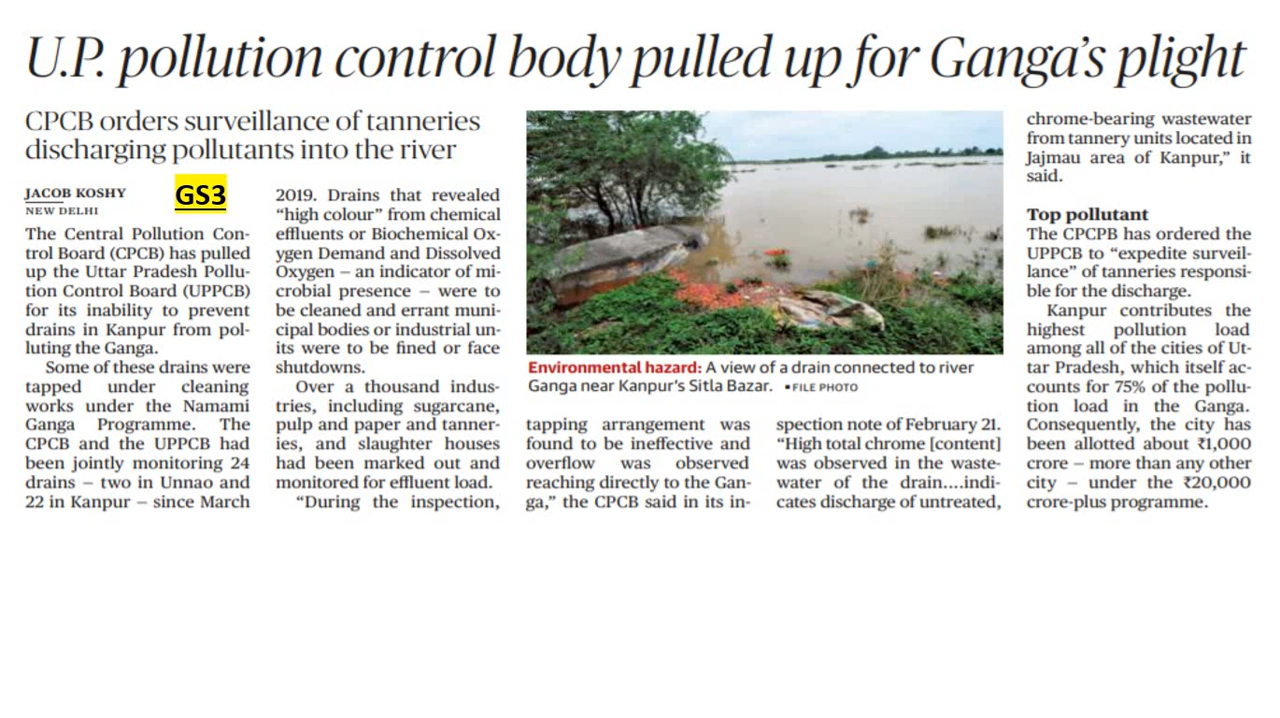 U.P. pollution control body pulled up for Ganga's plight
CPCB orders surveillance of tanneries
discharging pollutants into the river
JACOB KOSHY
NEW DELHI
GS3
The Central Pollution Con-
trol Board (CPCB) has pulled
up the Uttar Pradesh Pollu-
tion Control Board (UPPCB)
for its inability to prevent
drains in Kanpur from pol-
luting the Ganga.
Some of these drains were
tapped under cleaning
works under the Namami
Ganga Programme. The
CPCB and the UPPCB had
been jointly monitoring 24
drains – two in Unnao and
22 in Kanpur – since March
2019. Drains that revealed
“high colour” from chemical
effluents or Biochemical Ox-
ygen Demand and Dissolved
Oxygen – an indicator of mi-
crobial presence – were to
be cleaned and errant muni-
cipal bodies or industrial un-
its were to be fined or face
shutdowns.
Over a thousand indus-
tries, including sugarcane,
pulp and paper and tanner-
ies, and slaughter houses
had been marked out and
monitored for effluent load.
“During the inspection,
Environmental hazard: A view of a drain connected to river
Ganga near Kanpur's Sitla Bazar. ▪FILE PHOTO
tapping arrangement was
found to be ineffective and
overflow was observed
reaching directly to the Gan-
ga,” the CPCB said in its in-
spection note of February 21.
“High total chrome [content]
was observed in the waste-
water of the drain....indi-
cates discharge of untreated,
chrome-bearing wastewater
from tannery units located in
Jajmau area of Kanpur,” it
said.
Top pollutant
The CPCPB has ordered the
UPPCB to “expedite surveil-
lance” of tanneries responsi-
ble for the discharge.
Kanpur contributes the
highest pollution load
among all of the cities of Ut-
tar Pradesh, which itself ac-
counts for 75% of the pollu-
tion load in the Ganga.
Consequently, the city has
been allotted about ₹1,000
crore – more than any other
city – under the ₹20,000
crore-plus programme.